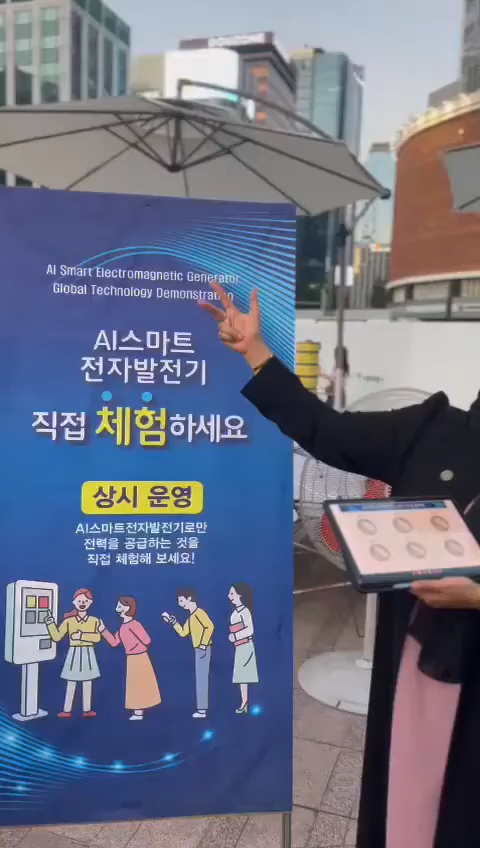 AI Smart Electromagnetic Generator
Global Technology Demonstration
AI스마트
전자발전기
직접 체험하세요
상시 운영
AI스마트전자발전기로만
전력을 공급하는 것을
직접 체험해 보세요!